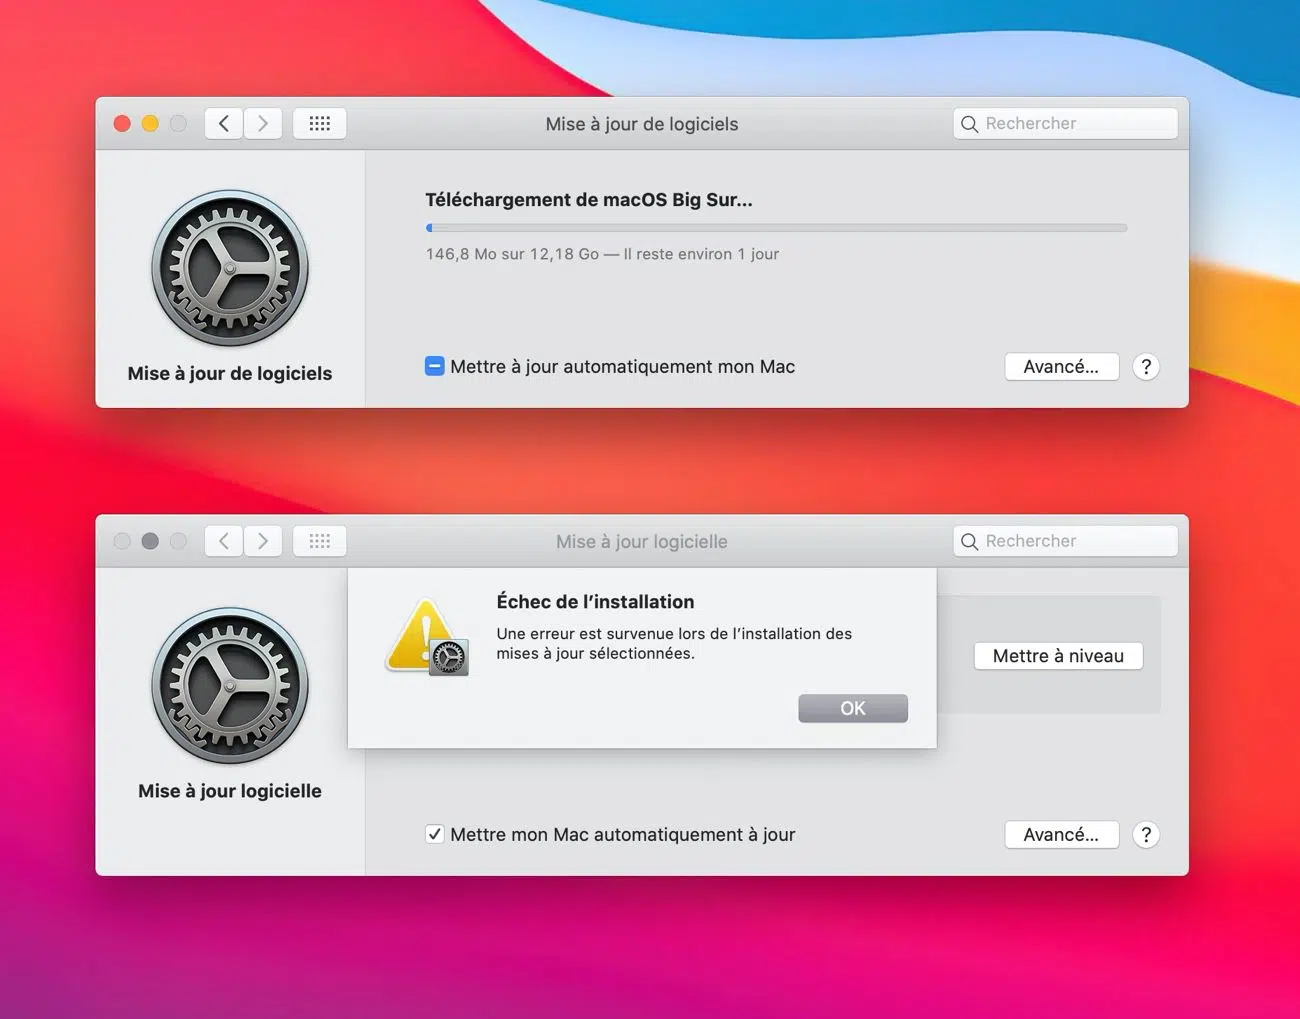 Mise à jour de logiciels
Rechercher
Téléchargement de macOS Big Sur...
146,8 Mo sur 12,18 Go — Il reste environ 1 jour
Mise à jour de logiciels
Mettre à jour automatiquement mon Mac
Avancé...
?
Mise à jour logicielle
Rechercher
Échec de l’installation
Une erreur est survenue lors de l’installation des
mises à jour sélectionnées.
OK
Mettre à niveau
Mise à jour logicielle
Mettre mon Mac automatiquement à jour
Avancé...
?